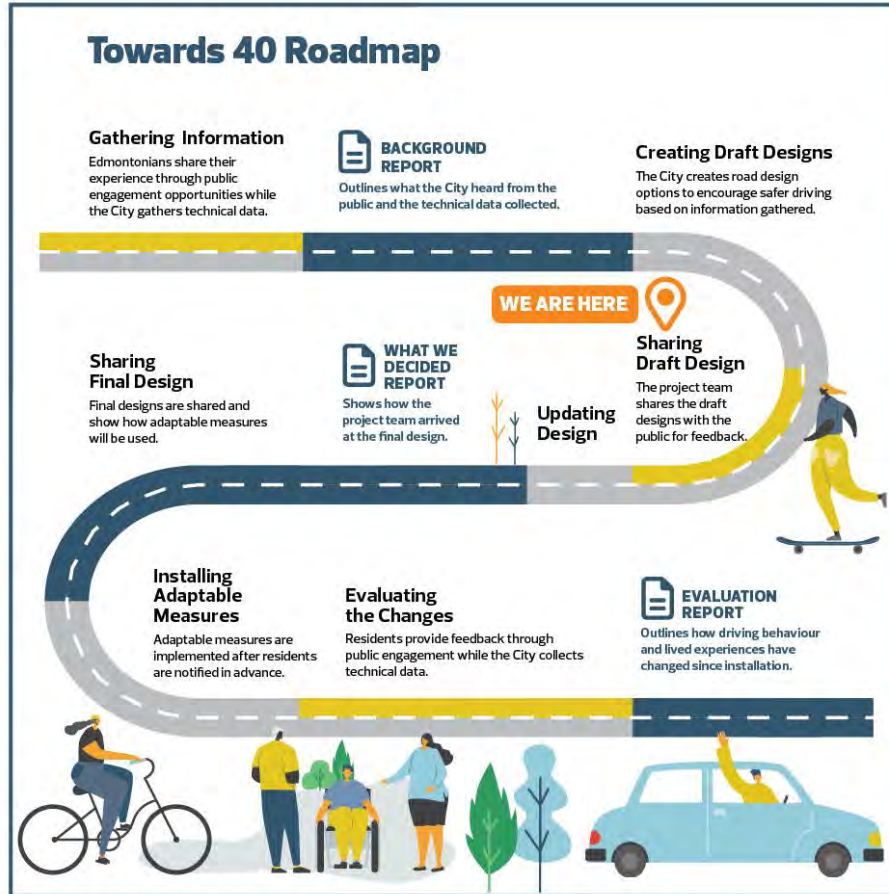 Towards 40 Roadmap
Gathering Information
Edmontonians share their
experience through public
engagement opportunities while
the City gathers technical data.
BACKGROUND
REPORT
Outlines what the City heard from the
public and the technical data collected.
Creating Draft Designs
The City creates road design
options to encourage safer driving
based on information gathered.
WE ARE HERE
Sharing
Draft Design
The project team
shares the draft
designs with the
public for feedback.
Updating
Design
WHAT WE
DECIDED
REPORT
Shows how the
project team arrived
at the final design.
Sharing
Final Design
Final designs are shared and
show how adaptable measures
will be used.
Installing
Adaptable
Measures
Adaptable measures are
implemented after residents
are notified in advance.
Evaluating
the Changes
Residents provide feedback through
public engagement while the City collects
technical data.
EVALUATION
REPORT
Outlines how driving behaviour
and lived experiences have
changed since installation.